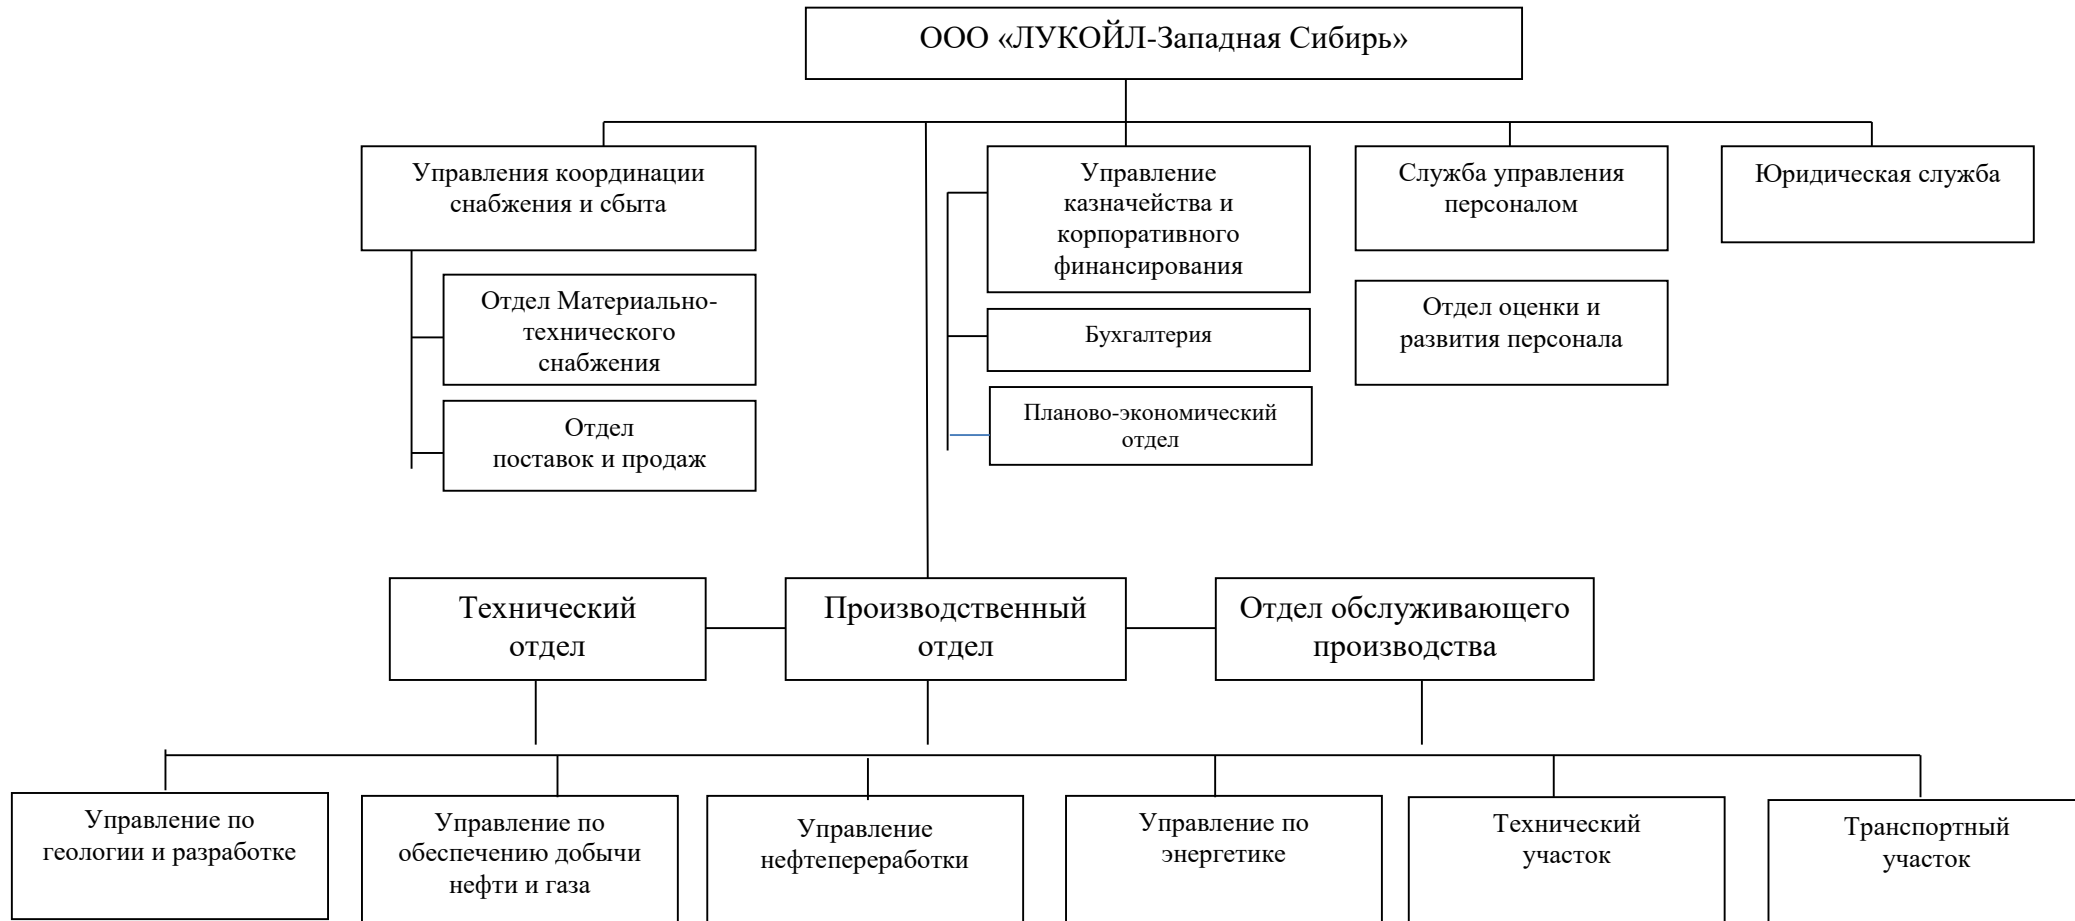 ООО «ЛУКОЙЛ-Западная Сибирь»
Управления координации
снабжения и сбыта
Управление
казначейства и
корпоративного
финансирования
Служба управления
персоналом
Юридическая служба
Отдел Материально-
технического
снабжения
Бухгалтерия
Отдел оценки и
развития персонала
Отдел
поставок и продаж
Планово-экономический
отдел
Технический
отдел
Производственный
отдел
Отдел обслуживающего
производства
Управление по
геологии и разработке
Управление по
обеспечению добычи
нефти и газа
Управление
нефтепереработки
Управление по
энергетике
Технический
участок
Транспортный
участок